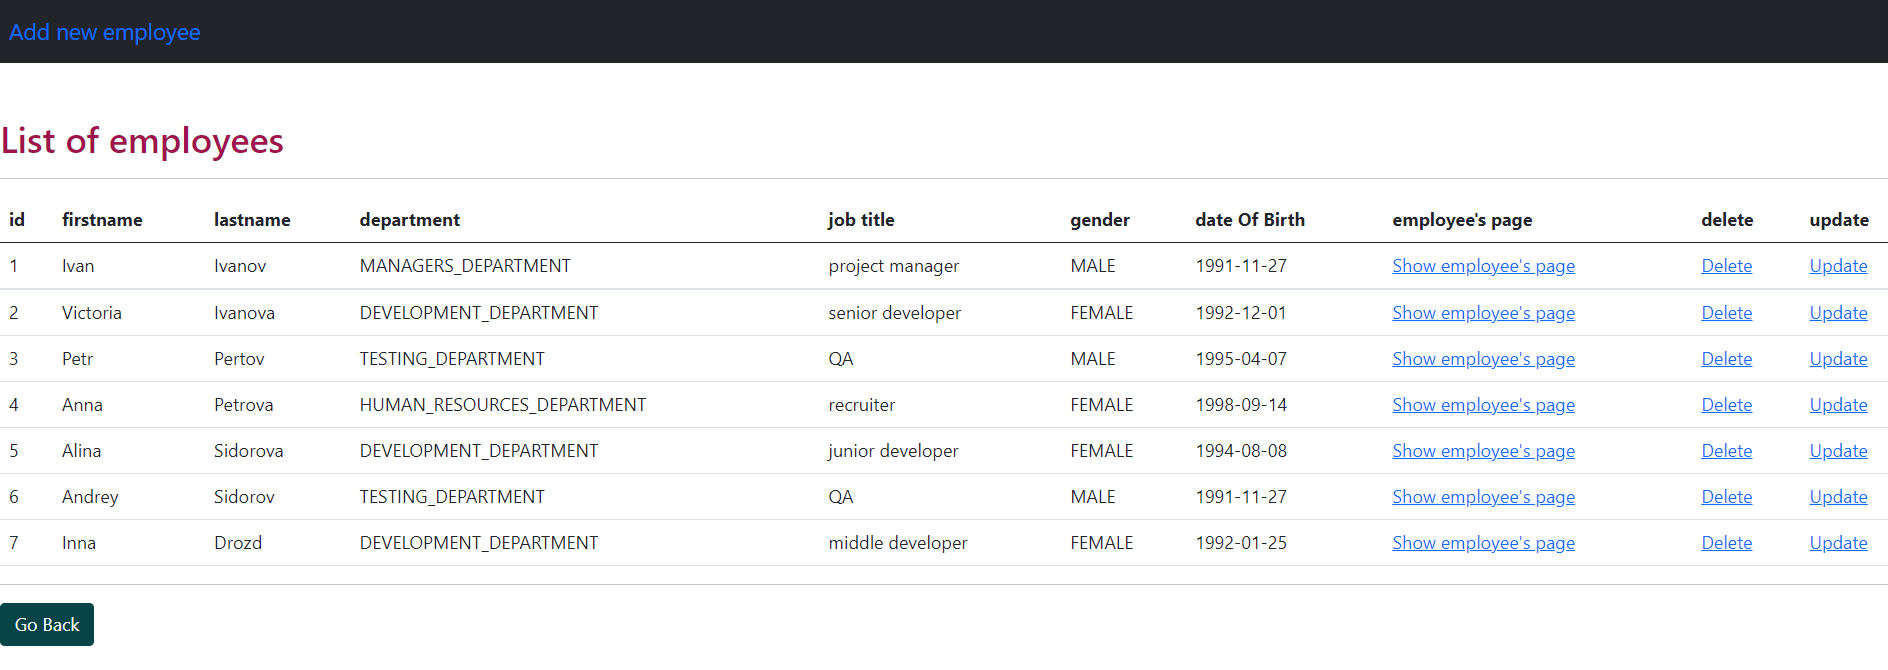 Add new employee
List of employees
id firstname lastname department job title gender date Of Birth employee's page delete update
1 Ivan Ivanov MANAGERS_DEPARTMENT project manager MALE 1991-11-27 Show employee's page Delete Update
2 Victoria Ivanova DEVELOPMENT_DEPARTMENT senior developer FEMALE 1992-12-01 Show employee's page Delete Update
3 Petr Pertov TESTING_DEPARTMENT QA MALE 1995-04-07 Show employee's page Delete Update
4 Anna Petrova HUMAN_RESOURCES_DEPARTMENT recruiter FEMALE 1998-09-14 Show employee's page Delete Update
5 Alina Sidorova DEVELOPMENT_DEPARTMENT junior developer FEMALE 1994-08-08 Show employee's page Delete Update
6 Andrey Sidorov TESTING_DEPARTMENT QA MALE 1991-11-27 Show employee's page Delete Update
7 Inna Drozd DEVELOPMENT_DEPARTMENT middle developer FEMALE 1992-01-25 Show employee's page Delete Update
Go Back